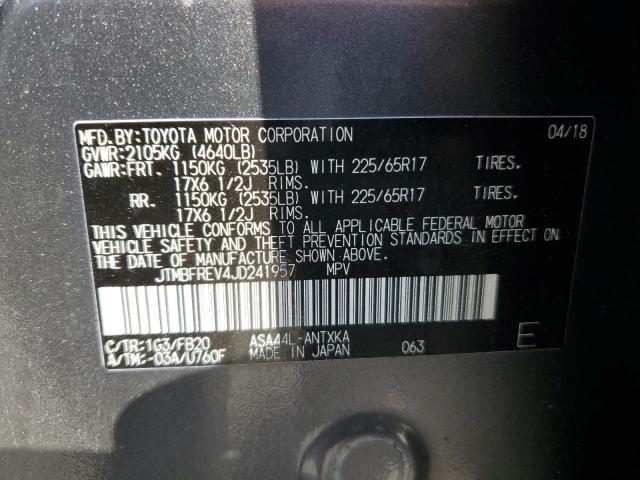 MFD.BY:TOYOTA MOTOR CORPORATION 04/18
GVWR:2105KG (4640LB)
GAWR:FRT. 1150KG (2535LB) WITH 225/65R17 TIRES.
17X6 1/2J RIMS.
RR. 1150KG (2535LB) WITH 225/65R17 TIRES.
17X6 1/2J RIMS.
THIS VEHICLE CONFORMS TO ALL APPLICABLE FEDERAL MOTOR
VEHICLE SAFETY AND THEFT PREVENTION STANDARDS IN EFFECT ON
THE DATE OF MANUFACTURE SHOWN ABOVE.
JTMBFREV4JD241957 MPV
C/TR:1G3/FB20 ASA44L-ANTXKA
A/TM:-03A/U760F MADE IN JAPAN 063 E